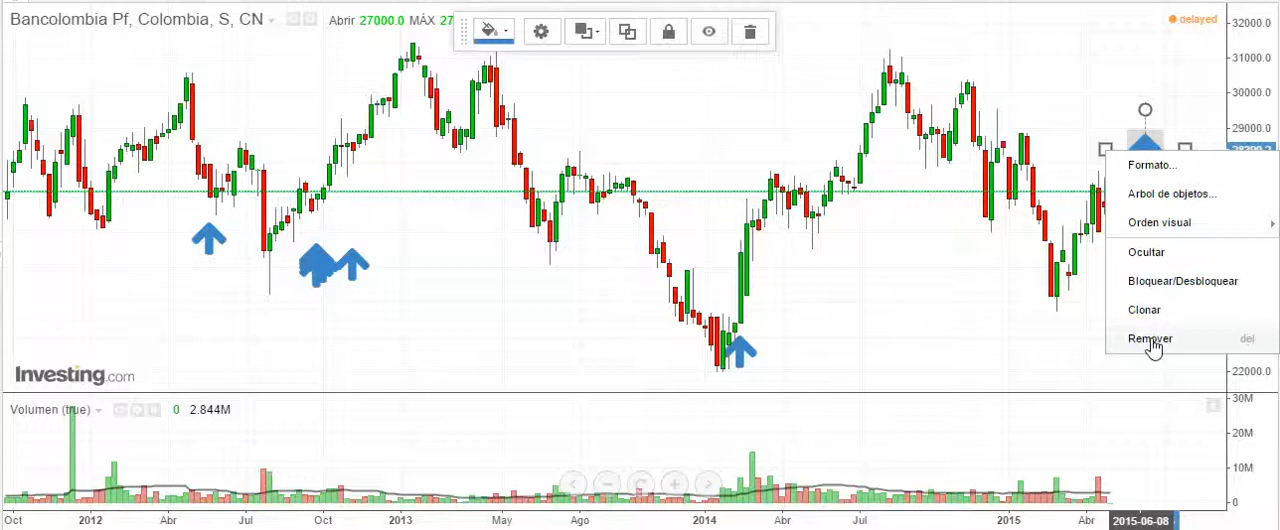 Bancolombia Pf, Colombia, S, CN
Abrir 27000.0 MÁX 27
delayed
32000.0
31000.0
30000.0
29000.0
Formato...
Arbol de objetos...
Orden visual
Ocultar
Bloquear/Desbloquear
Clonar
Remover del
22000.0
Investing.com
Volumen (true) 0 2.844M
30M
20M
10M
0
Oct 2012 Abr Jul Oct 2013 May Ago 2014 Abr Jul 2015 Abr 2015-06-08